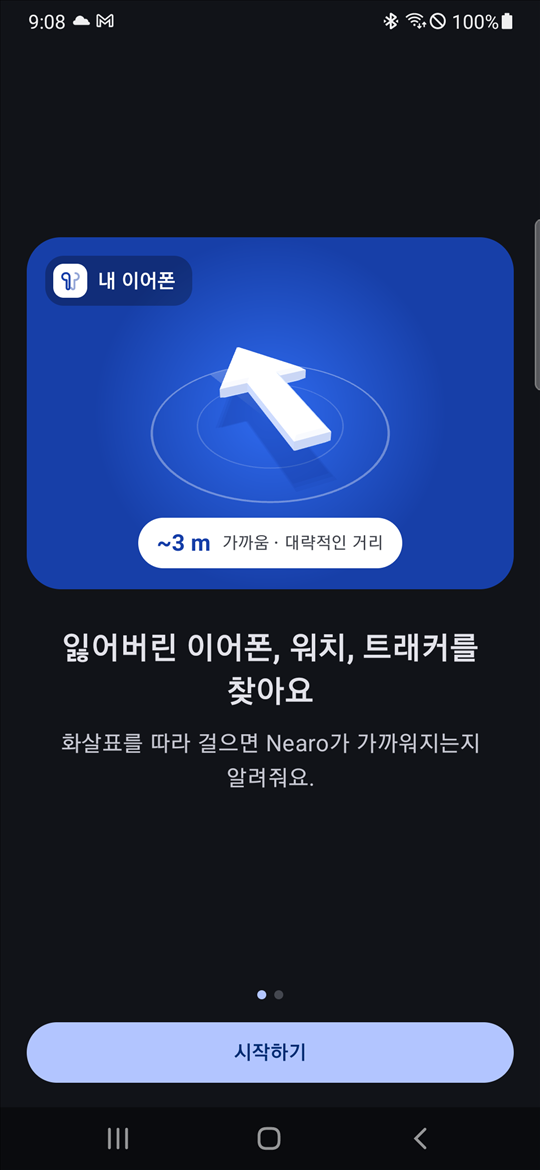 9:08
100%
내 이어폰
~3 m 가까움 · 대략적인 거리
잃어버린 이어폰, 워치, 트래커를
찾아요
화살표를 따라 걸으면 Nearo가 가까워지는지
알려줘요.
시작하기